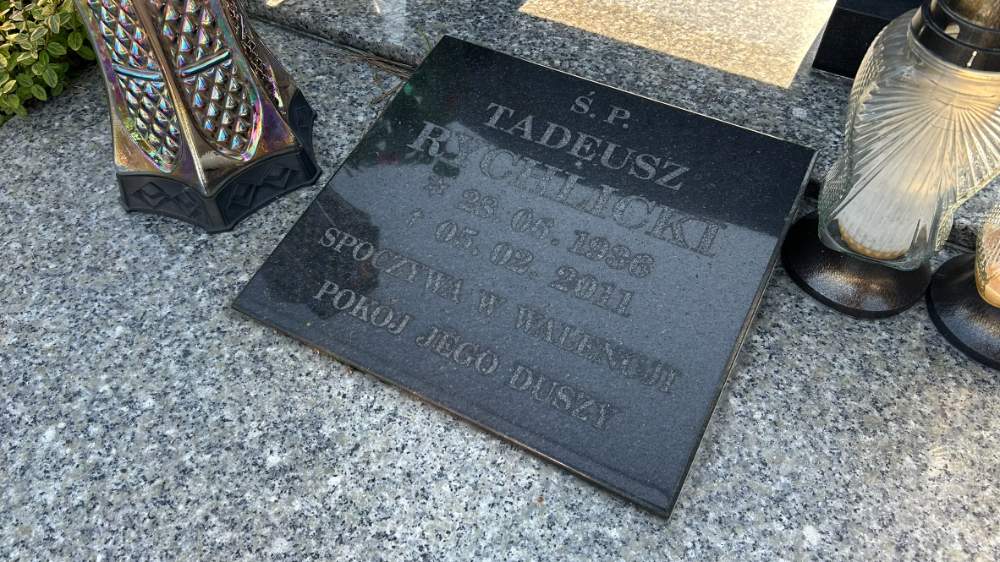 Ś. P.
TADEUSZ
RYCHLICKI
* 28. 05. 1936
† 05. 02. 2011
SPOCZYWA W WALENCJI
POKÓJ JEGO DUSZY